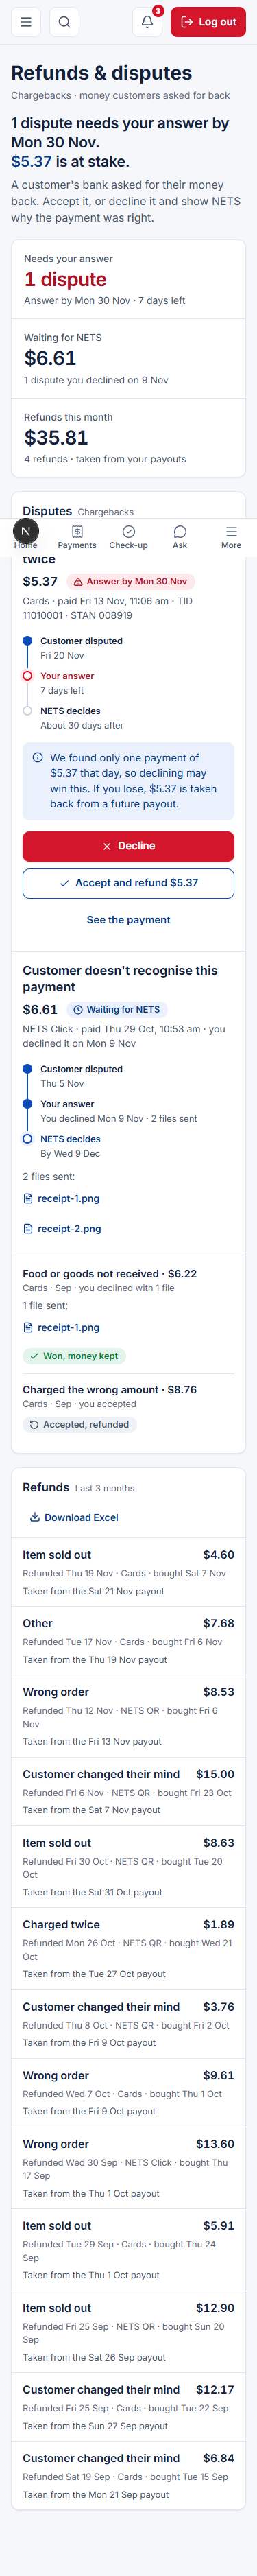 3
Log out
Refunds & disputes
Chargebacks · money customers asked for back
1 dispute needs your answer by
Mon 30 Nov.
$5.37 is at stake.
A customer's bank asked for their money
back. Accept it, or decline it and show NETS
why the payment was right.
Needs your answer
1 dispute
Answer by Mon 30 Nov · 7 days left
Waiting for NETS
$6.61
1 dispute you declined on 9 Nov
Refunds this month
$35.81
4 refunds · taken from your payouts
Disputes Chargebacks
N
Home
Payments
Check-up
Ask
More
twice
$5.37 Answer by Mon 30 Nov
Cards · paid Fri 13 Nov, 11:06 am · TID
11010001 · STAN 008919
Customer disputed
Fri 20 Nov
Your answer
7 days left
NETS decides
About 30 days after
We found only one payment of
$5.37 that day, so declining may
win this. If you lose, $5.37 is taken
back from a future payout.
Decline
Accept and refund $5.37
See the payment
Customer doesn't recognise this
payment
$6.61 Waiting for NETS
NETS Click · paid Thu 29 Oct, 10:53 am · you
declined it on Mon 9 Nov
Customer disputed
Thu 5 Nov
Your answer
You declined Mon 9 Nov · 2 files sent
NETS decides
By Wed 9 Dec
2 files sent:
receipt-1.png
receipt-2.png
Food or goods not received · $6.22
Cards · Sep · you declined with 1 file
1 file sent:
receipt-1.png
Won, money kept
Charged the wrong amount · $8.76
Cards · Sep · you accepted
Accepted, refunded
Refunds Last 3 months
Download Excel
Item sold out $4.60
Refunded Thu 19 Nov · Cards · bought Sat 7 Nov
Taken from the Sat 21 Nov payout
Other $7.68
Refunded Tue 17 Nov · Cards · bought Fri 6 Nov
Taken from the Thu 19 Nov payout
Wrong order $8.53
Refunded Thu 12 Nov · NETS QR · bought Fri 6
Nov
Taken from the Fri 13 Nov payout
Customer changed their mind $15.00
Refunded Fri 6 Nov · NETS QR · bought Fri 23 Oct
Taken from the Sat 7 Nov payout
Item sold out $8.63
Refunded Fri 30 Oct · NETS QR · bought Tue 20
Oct
Taken from the Sat 31 Oct payout
Charged twice $1.89
Refunded Mon 26 Oct · NETS QR · bought Wed 21
Oct
Taken from the Tue 27 Oct payout
Customer changed their mind $3.76
Refunded Thu 8 Oct · NETS QR · bought Fri 2 Oct
Taken from the Fri 9 Oct payout
Wrong order $9.61
Refunded Wed 7 Oct · Cards · bought Thu 1 Oct
Taken from the Fri 9 Oct payout
Wrong order $13.60
Refunded Wed 30 Sep · NETS Click · bought Thu
17 Sep
Taken from the Thu 1 Oct payout
Item sold out $5.91
Refunded Tue 29 Sep · Cards · bought Thu 24
Sep
Taken from the Thu 1 Oct payout
Item sold out $12.90
Refunded Fri 25 Sep · NETS QR · bought Sun 20
Sep
Taken from the Sat 26 Sep payout
Customer changed their mind $12.17
Refunded Fri 25 Sep · Cards · bought Tue 22 Sep
Taken from the Sun 27 Sep payout
Customer changed their mind $6.84
Refunded Sat 19 Sep · Cards · bought Tue 15 Sep
Taken from the Mon 21 Sep payout